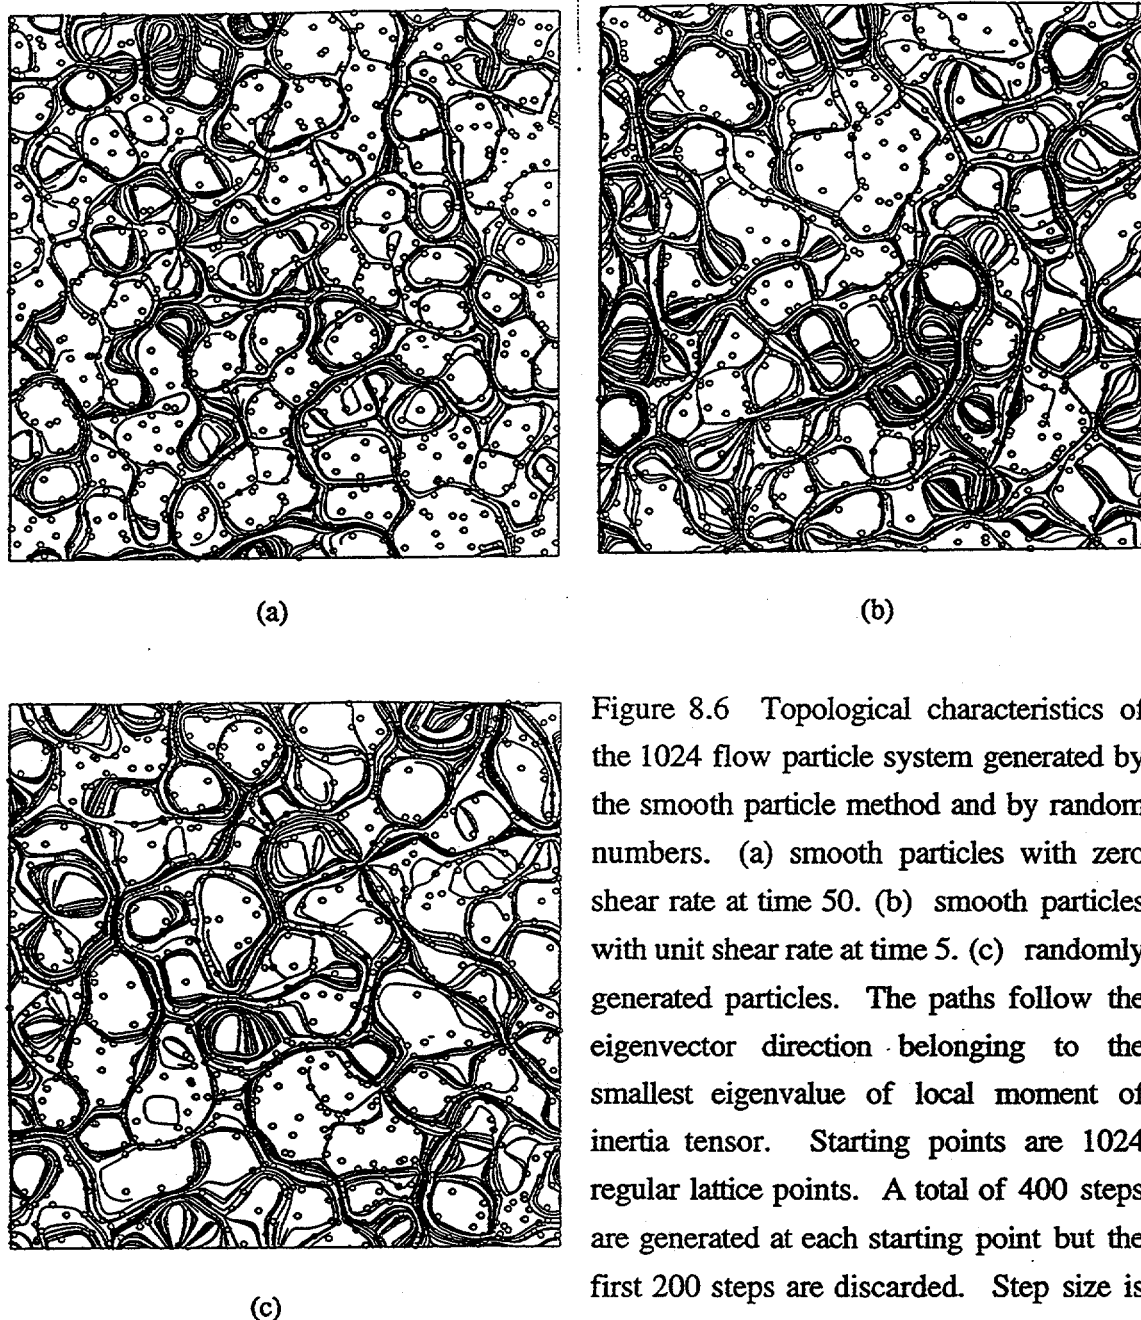 (a)
(b)
Figure 8.6 Topological characteristics of
the 1024 flow particle system generated by
the smooth particle method and by random
numbers. (a) smooth particles with zero
shear rate at time 50. (b) smooth particles
with unit shear rate at time 5. (c) randomly
generated particles. The paths follow the
eigenvector direction belonging to the
smallest eigenvalue of local moment of
inertia tensor. Starting points are 1024
regular lattice points. A total of 400 steps
are generated at each starting point but the
first 200 steps are discarded. Step size is
(c)